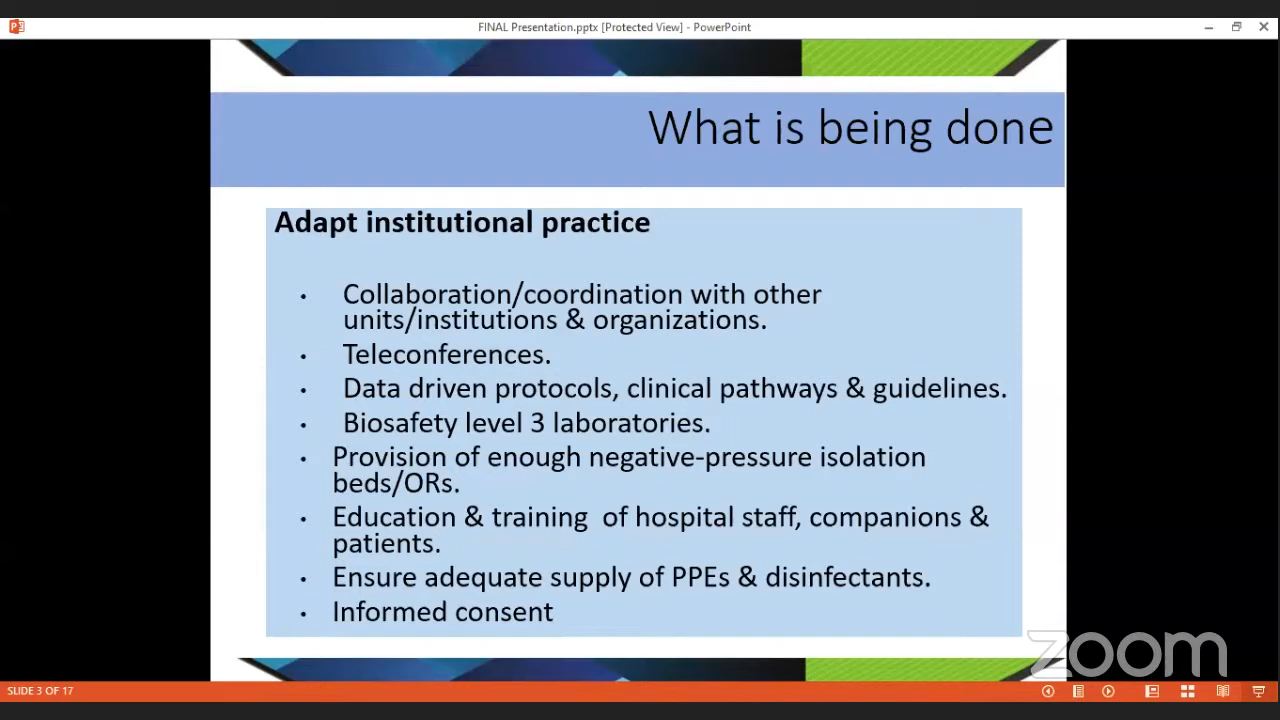 FINAL Presentation.pptx [Protected View] - PowerPoint
What is being done
Adapt institutional practice
• Collaboration/coordination with other
units/institutions & organizations.
• Teleconferences.
• Data driven protocols, clinical pathways & guidelines.
• Biosafety level 3 laboratories.
• Provision of enough negative-pressure isolation
beds/ORs.
• Education & training of hospital staff, companions &
patients.
• Ensure adequate supply of PPEs & disinfectants.
• Informed consent
zoom
SLIDE 3 OF 17